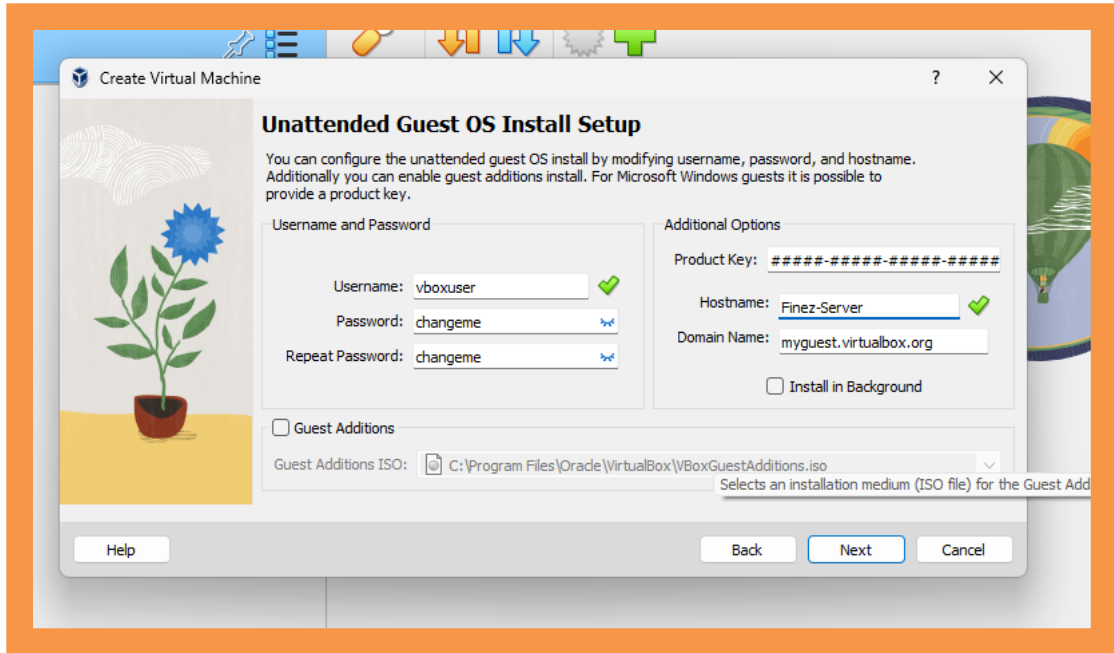 Create Virtual Machine
?
Unattended Guest OS Install Setup
You can configure the unattended guest OS install by modifying username, password, and hostname.
Additionally you can enable guest additions install. For Microsoft Windows guests it is possible to
provide a product key.
Username and Password
Username: vboxuser
Password: changeme
Repeat Password: changeme
Additional Options
Product Key: #####-#####-#####-#####
Hostname: Finez-Server
Domain Name: myguest.virtualbox.org
Install in Background
Guest Additions
Guest Additions ISO: C:\Program Files\Oracle\VirtualBox\VBoxGuestAdditions.iso
Selects an installation medium (ISO file) for the Guest Add
Help
Back
Next
Cancel